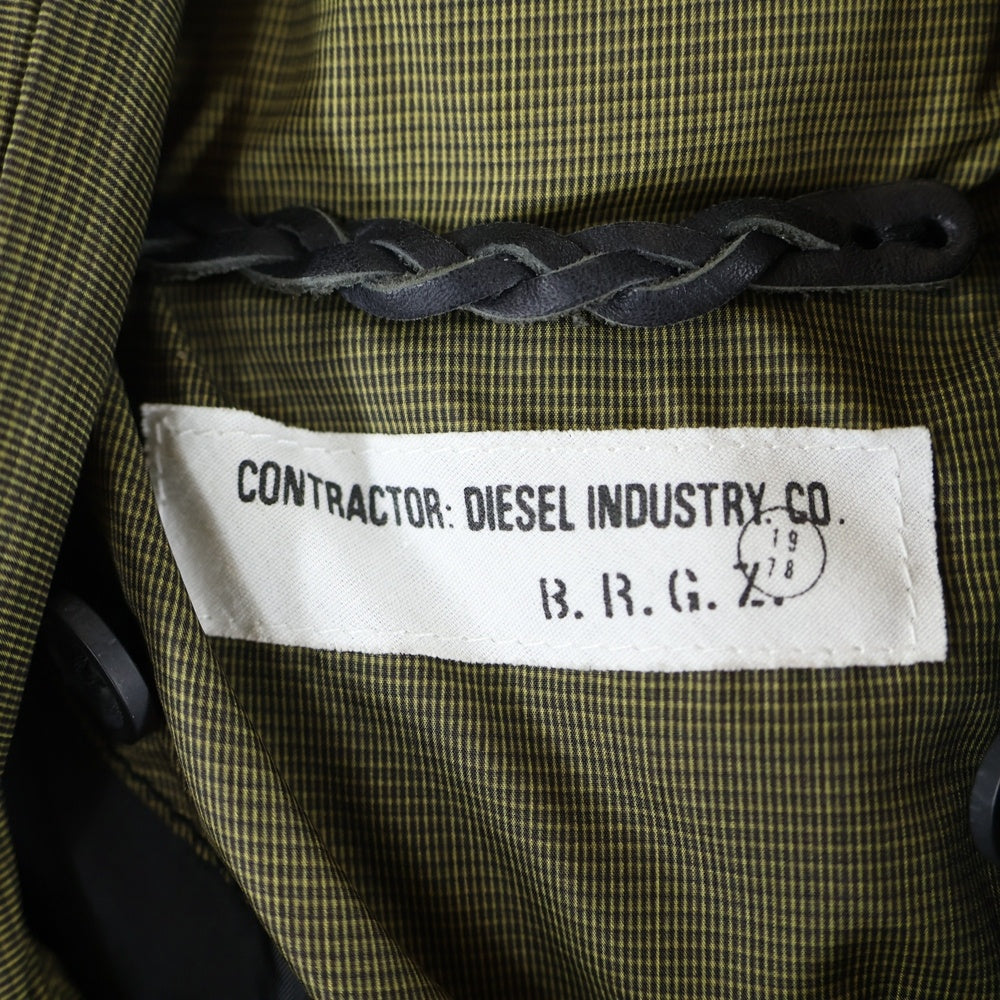 CONTRACTOR: DIESEL INDUSTRY. CO.
19
78
B. R. G. Z.